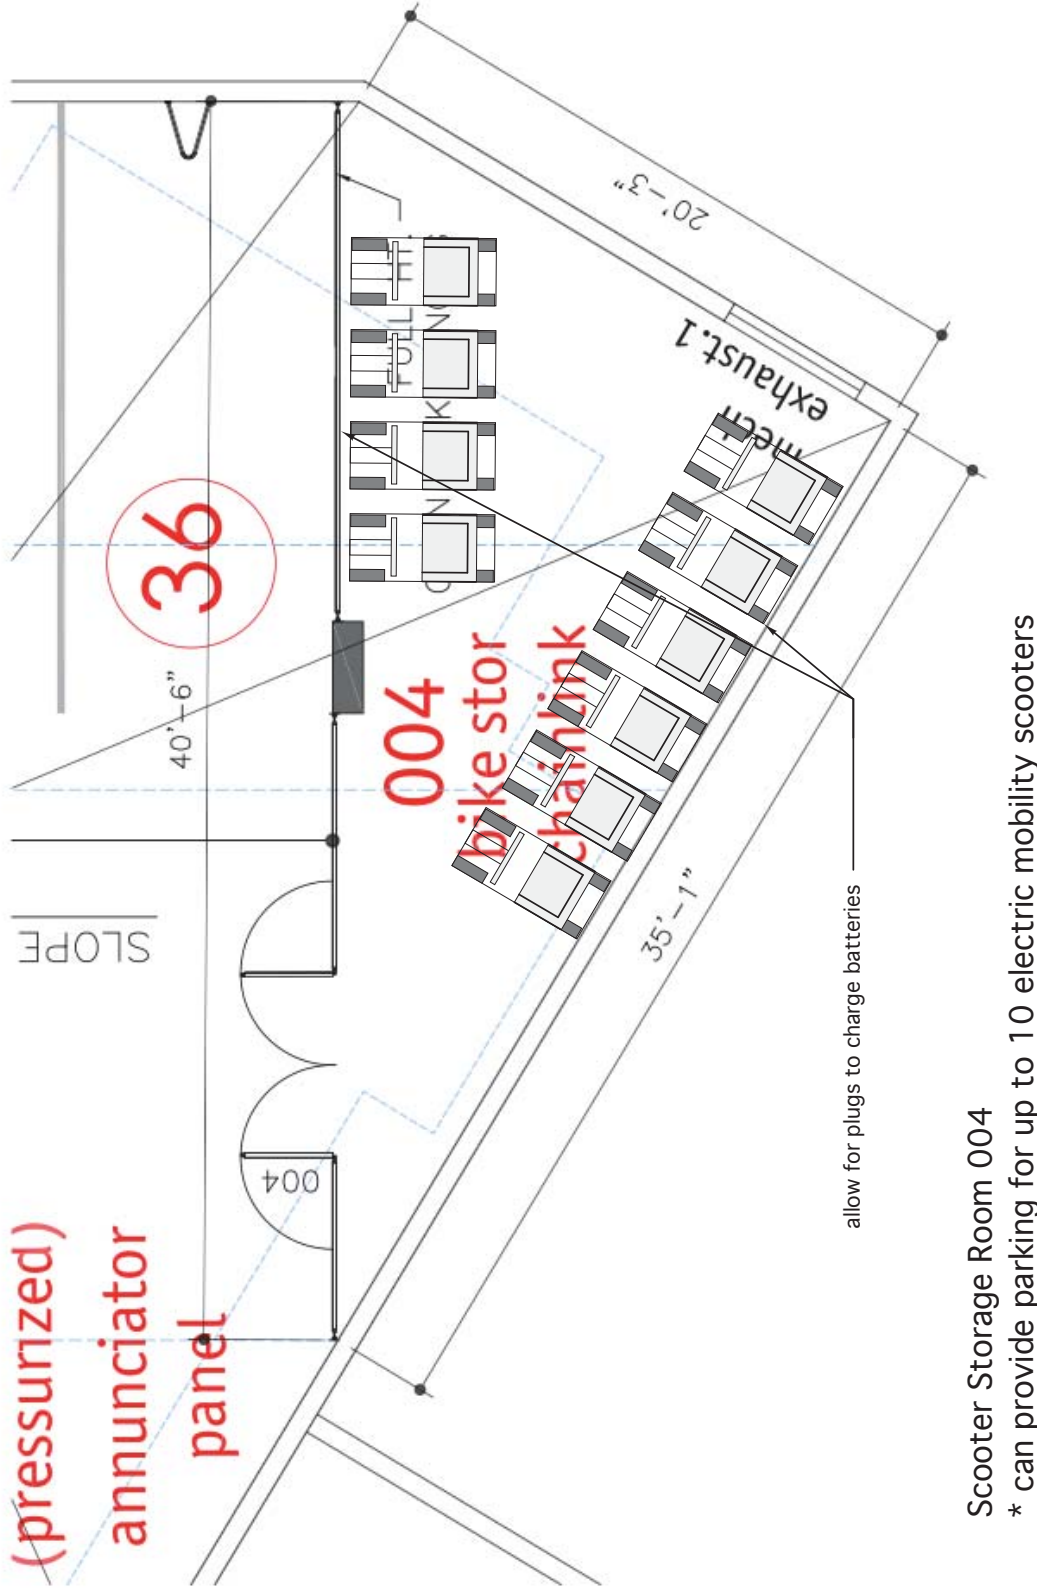 (pressurized)
annunciator
panel
SLOPE
004
40'-6"
36
004
bike stor
chainlink
FULL HT.
20'-3"
mech
exhaust.1
35'-1"
allow for plugs to charge batteries
Scooter Storage Room 004
* can provide parking for up to 10 electric mobility scooters